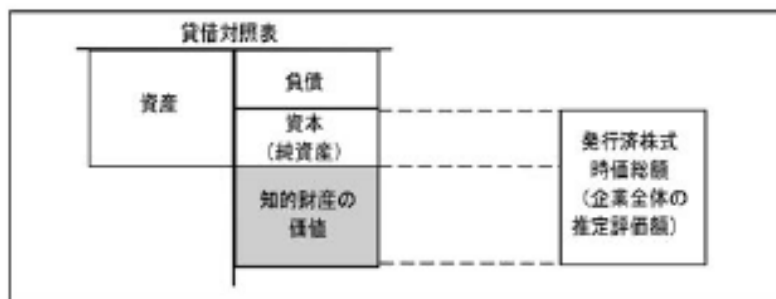 貸借対照表
資産
負債
資本
（純資産）
知的財産の
価値
発行済株式
時価総額
（企業全体の
推定評価額）